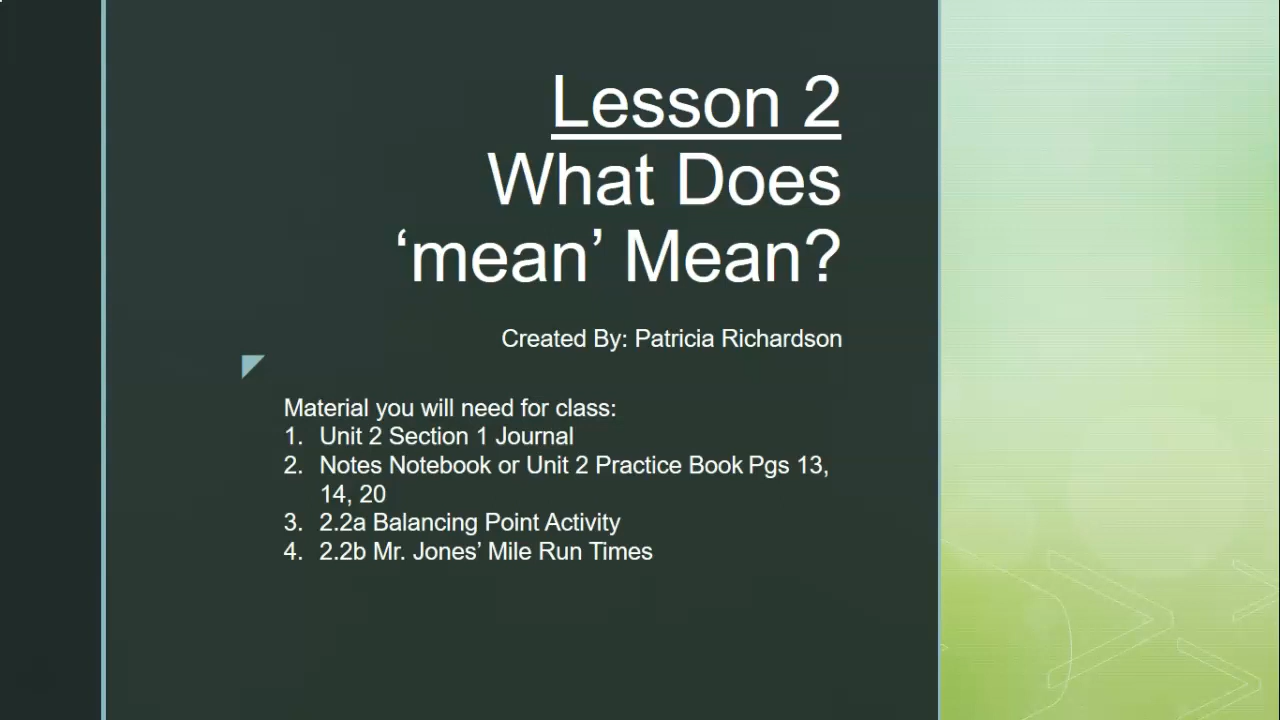 Lesson 2
What Does
‘mean’ Mean?
Created By: Patricia Richardson
Material you will need for class:
1. Unit 2 Section 1 Journal
2. Notes Notebook or Unit 2 Practice Book Pgs 13,
14, 20
3. 2.2a Balancing Point Activity
4. 2.2b Mr. Jones’ Mile Run Times